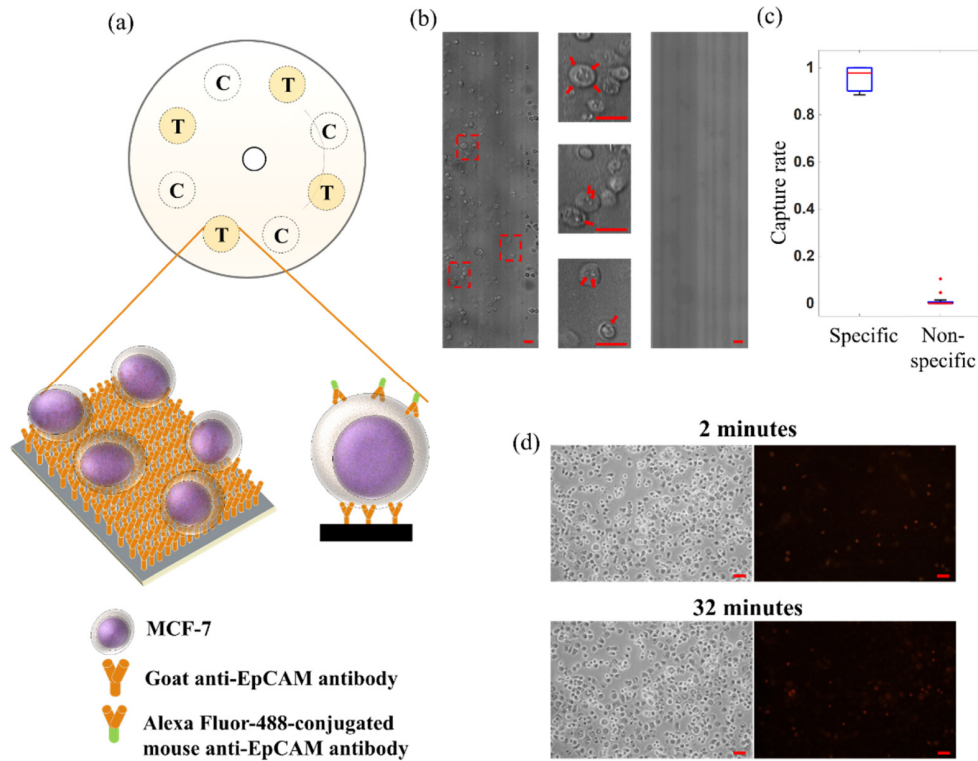 (a)
T
C
T
C
C
T
T
C
MCF-7
Goat anti-EpCAM antibody
Alexa Fluor-488-conjugated
mouse anti-EpCAM antibody
(b)
(c)
Capture rate
1
0.8
0.6
0.4
0.2
0
Specific
Non-
specific
(d)
2 minutes
32 minutes